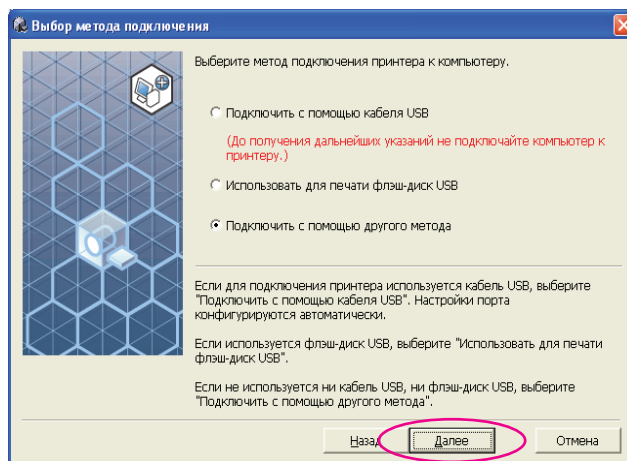 Выбор метода подключения
Выберите метод подключения принтера к компьютеру.
Подключить с помощью кабеля USB
(До получения дальнейших указаний не подключайте компьютер к
принтеру.)
Использовать для печати флэш-диск USB
Подключить с помощью другого метода
Если для подключения принтера используется кабель USB, выберите
"Подключить с помощью кабеля USB". Настройки порта
конфигурируются автоматически.
Если используется флэш-диск USB, выберите "Использовать для печати
флэш-диск USB".
Если не используется ни кабель USB, ни флэш-диск USB, выберите
"Подключить с помощью другого метода".
Назад Далее Отмена